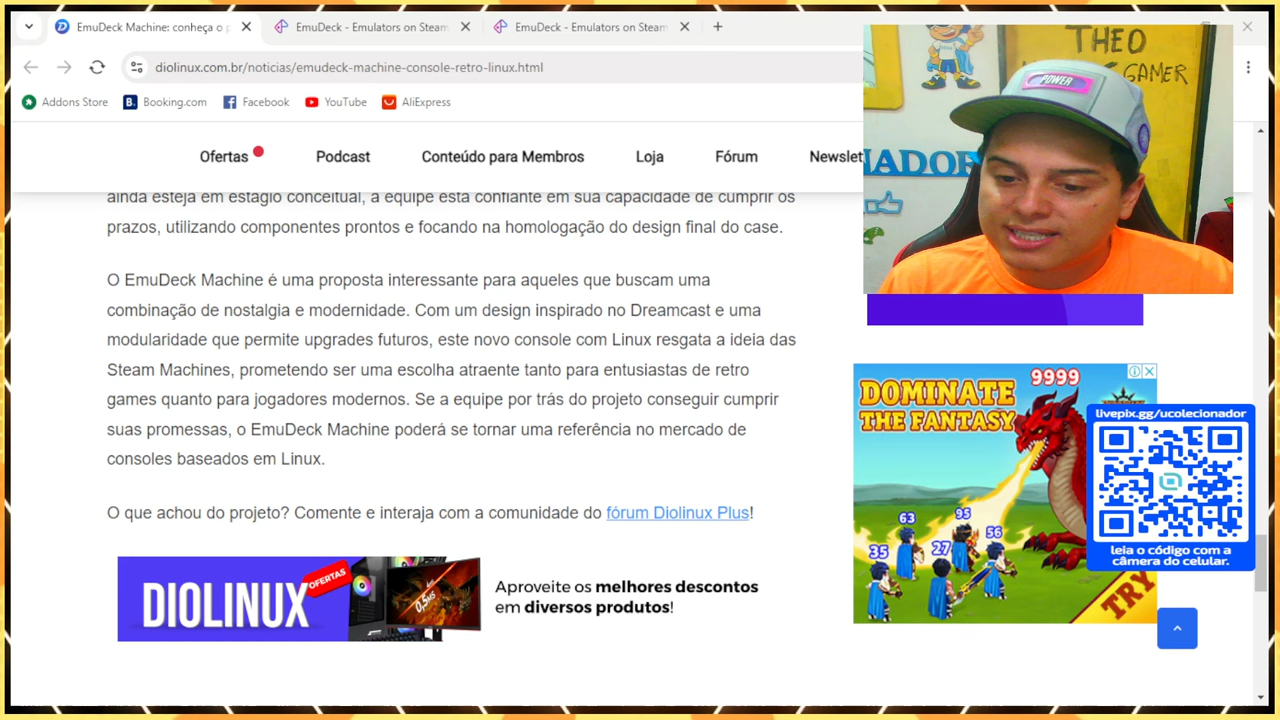 EmuDeck Machine: conheça o p
EmuDeck - Emulators on Steam
EmuDeck - Emulators on Steam
diolinux.com.br/noticias/emudeck-machine-console-retro-linux.html
Addons Store
Booking.com
Facebook
YouTube
AliExpress
Ofertas
Podcast
Conteúdo para Membros
Loja
Fórum
Newslet
THEO
GAMER
POWER
NADOR
ainda esteja em estágio conceitual, a equipe está confiante em sua capacidade de cumprir os
prazos, utilizando componentes prontos e focando na homologação do design final do case.
O EmuDeck Machine é uma proposta interessante para aqueles que buscam uma
combinação de nostalgia e modernidade. Com um design inspirado no Dreamcast e uma
modularidade que permite upgrades futuros, este novo console com Linux resgata a ideia das
Steam Machines, prometendo ser uma escolha atraente tanto para entusiastas de retro
games quanto para jogadores modernos. Se a equipe por trás do projeto conseguir cumprir
suas promessas, o EmuDeck Machine poderá se tornar uma referência no mercado de
consoles baseados em Linux.
O que achou do projeto? Comente e interaja com a comunidade do fórum Diolinux Plus!
DIOLINUX
OFERTAS
0,5MS
Aproveite os melhores descontos
em diversos produtos!
DOMINATE
THE FANTASY
9999
63
95
56
35
27
TRY
livepix.gg/ucolecionador
leia o código com a
câmera do celular.